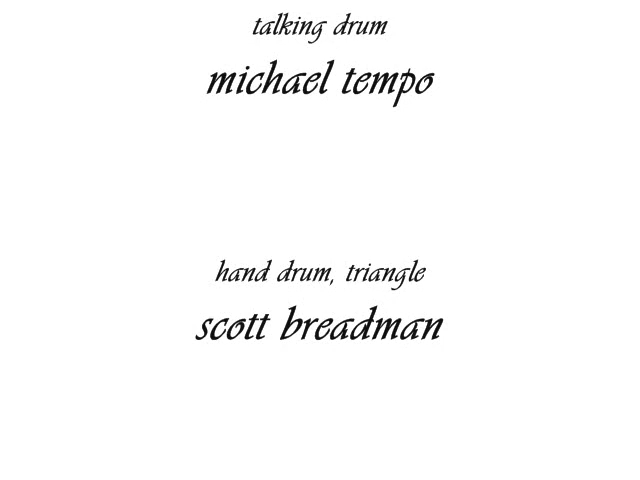 talking drum
michael tempo
hand drum, triangle
scott breadman